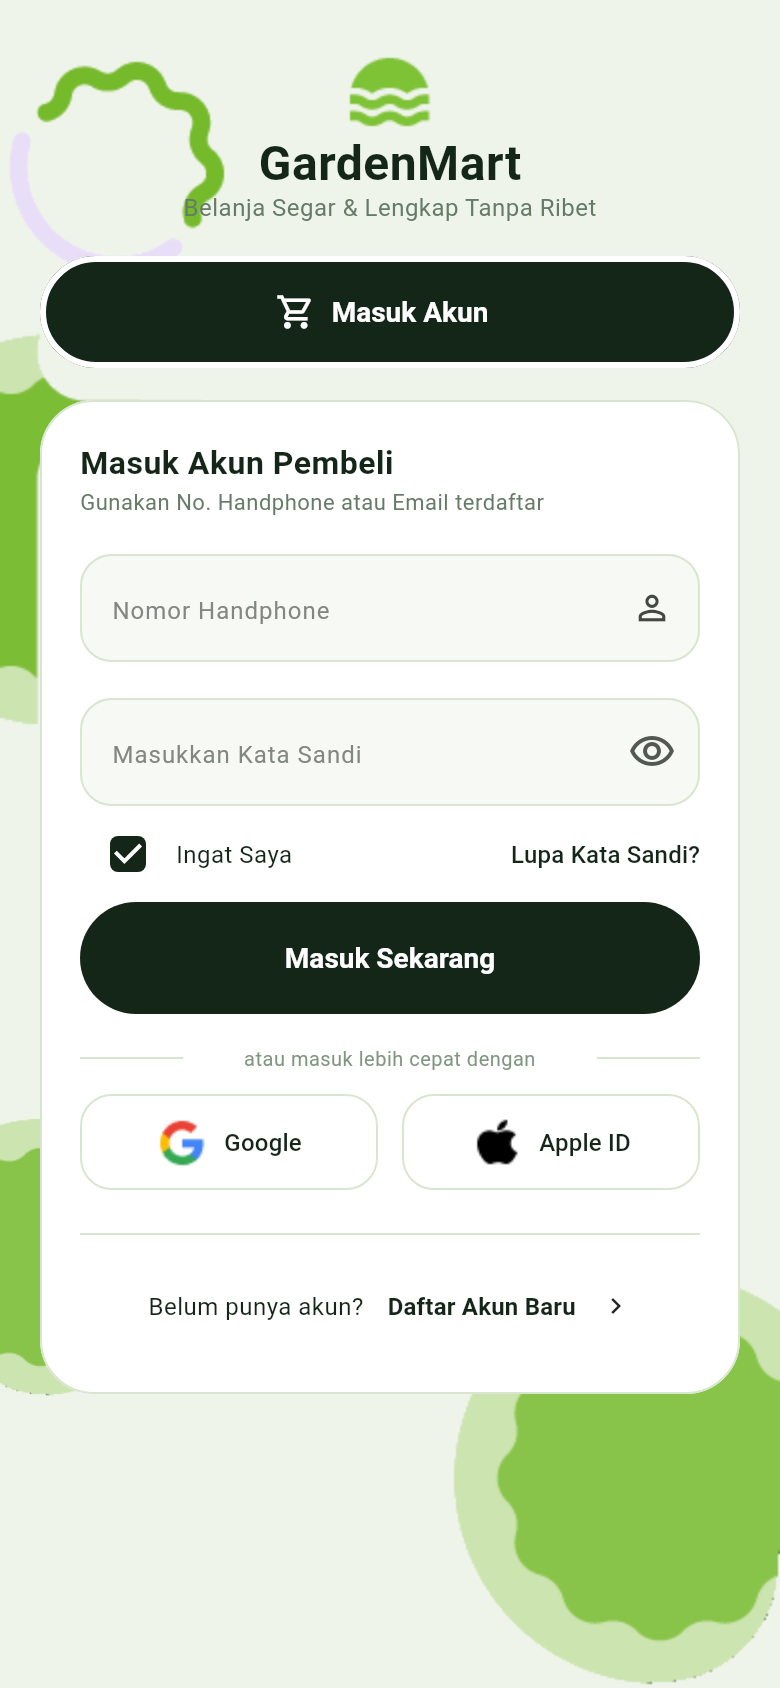 GardenMart
Belanja Segar & Lengkap Tanpa Ribet
Masuk Akun
Masuk Akun Pembeli
Gunakan No. Handphone atau Email terdaftar
Nomor Handphone
Masukkan Kata Sandi
Ingat Saya
Lupa Kata Sandi?
Masuk Sekarang
atau masuk lebih cepat dengan
Google
Apple ID
Belum punya akun? Daftar Akun Baru